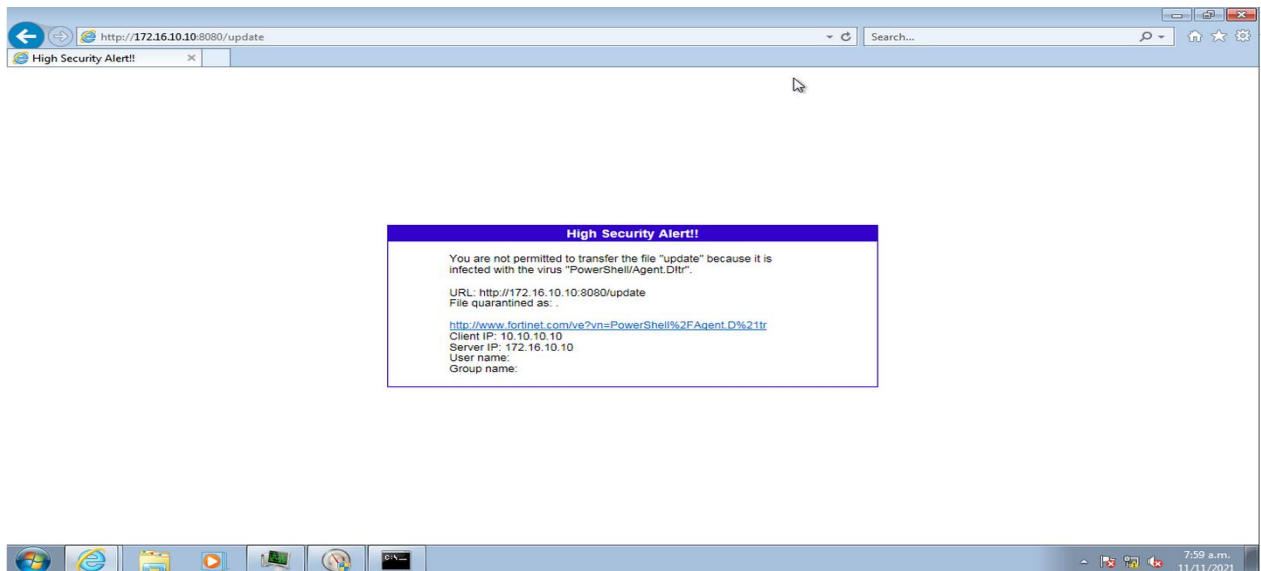 http://172.16.10.10:8080/update
Search...
High Security Alert!!
High Security Alert!!
You are not permitted to transfer the file "update" because it is
infected with the virus "PowerShell/Agent.D!tr".
URL: http://172.16.10.10:8080/update
File quarantined as: .
http://www.fortinet.com/ve?vn=PowerShell%2FAgent.D%21tr
Client IP: 10.10.10.10
Server IP: 172.16.10.10
User name:
Group name:
C:\
7:59 a.m.
11/11/2021